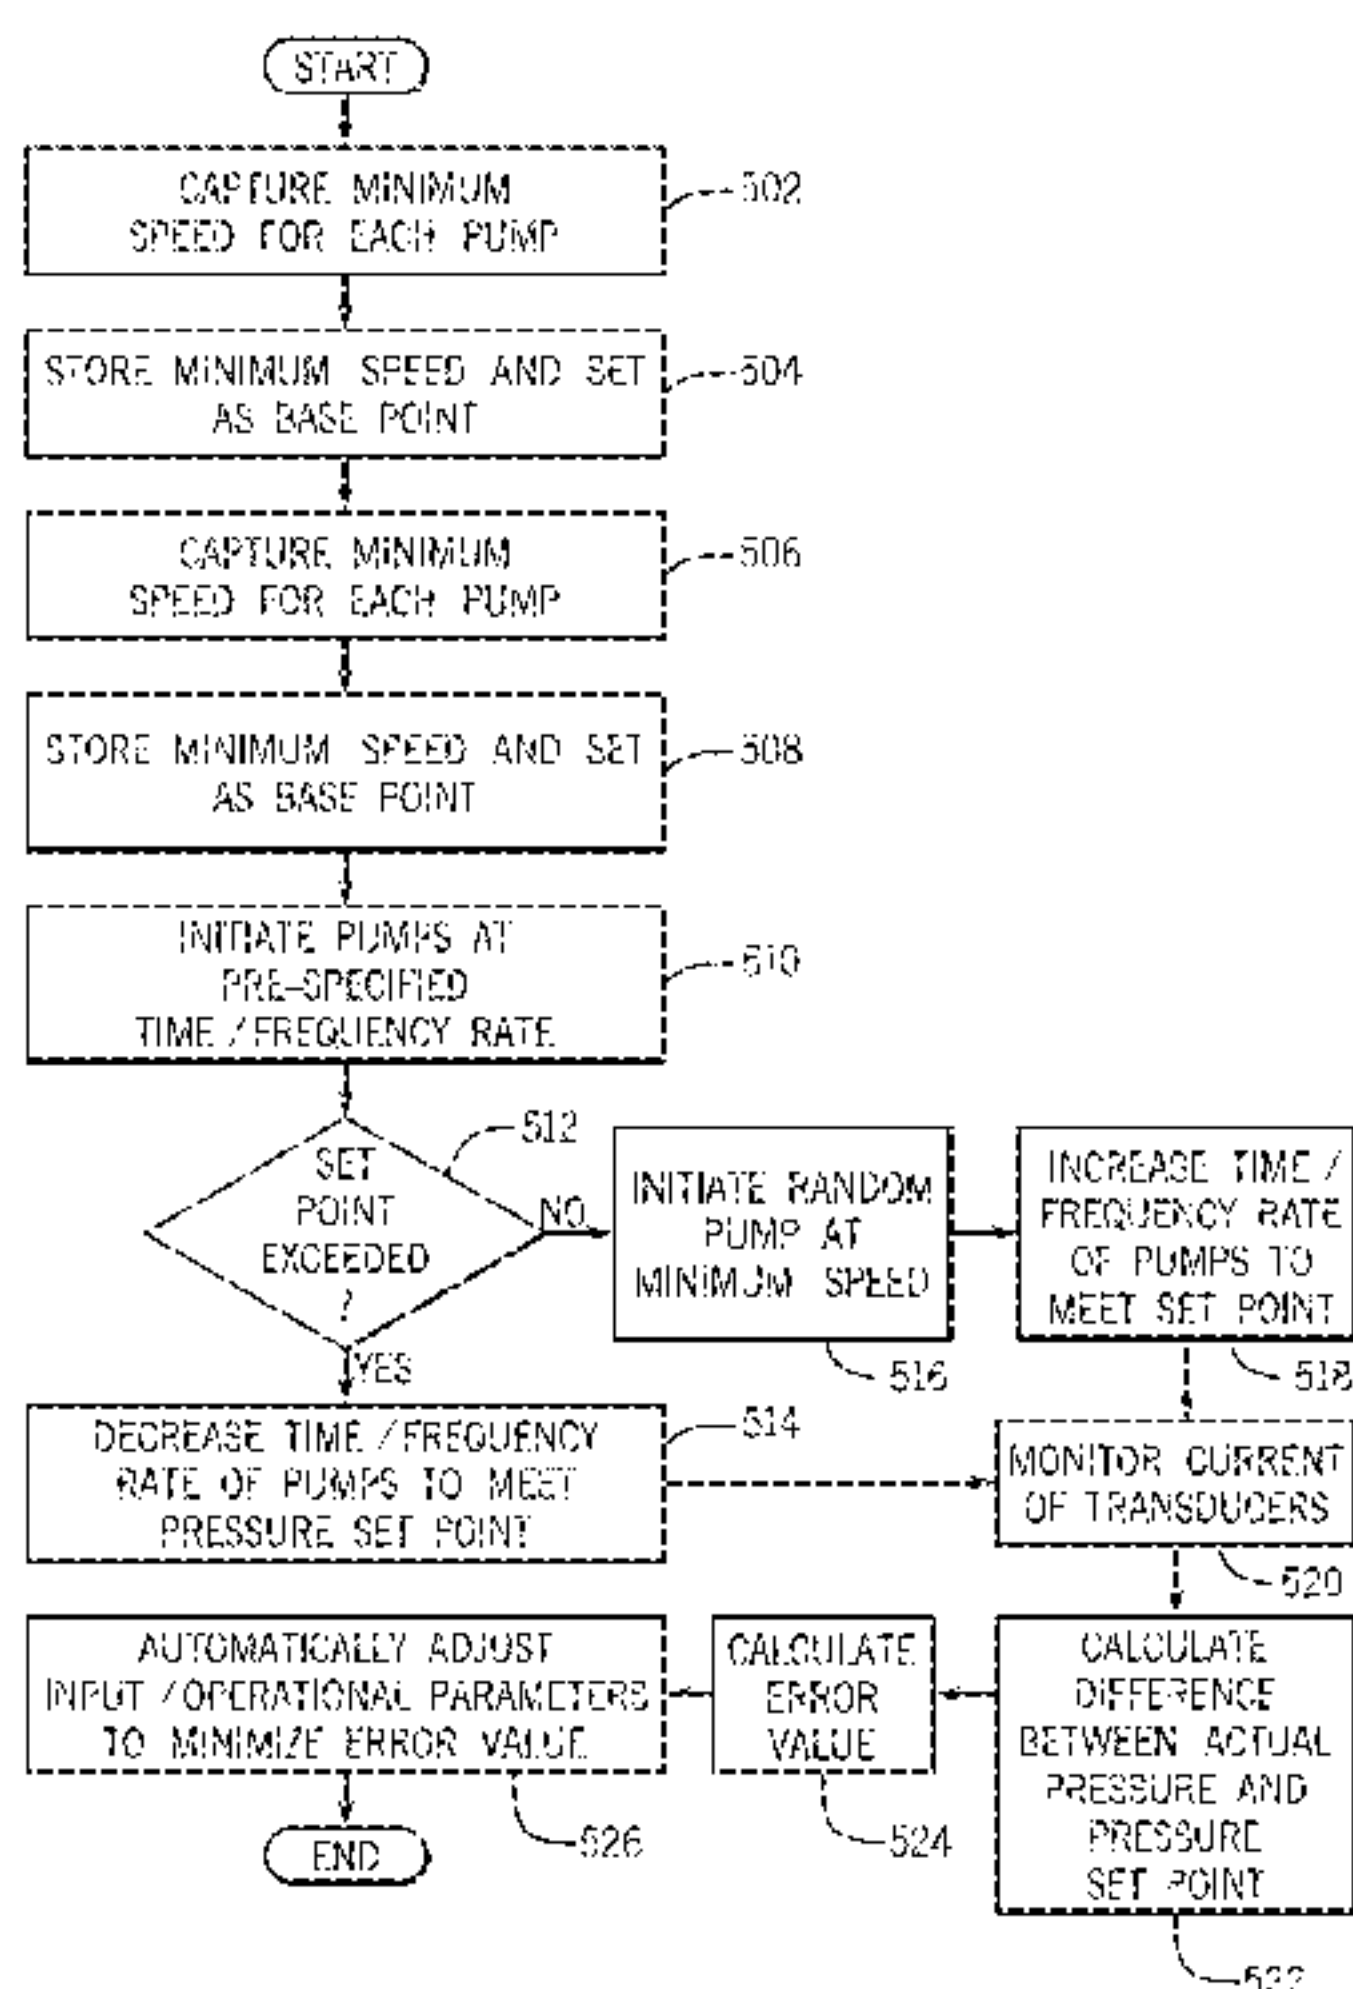 START
CAPTURE MINIMUM
SPEED FOR EACH PUMP
502
STORE MINIMUM SPEED AND SET
AS BASE POINT
504
CAPTURE MINIMUM
SPEED FOR EACH PUMP
506
STORE MINIMUM SPEED AND SET
AS BASE POINT
508
INITIATE PUMPS AT
PRE-SPECIFIED
TIME/FREQUENCY RATE
510
SET
POINT
EXCEEDED
?
512
NO
YES
INITIATE RANDOM
PUMP AT
MINIMUM SPEED
516
INCREASE TIME/
FREQUENCY RATE
OF PUMPS TO
MEET SET POINT
518
DECREASE TIME/FREQUENCY
RATE OF PUMPS TO MEET
PRESSURE SET POINT
514
MONITOR CURRENT
OF TRANSDUCERS
520
CALCULATE
DIFFERENCE
BETWEEN ACTUAL
PRESSURE AND
PRESSURE
SET POINT
522
CALCULATE
ERROR
VALUE
524
AUTOMATICALLY ADJUST
INPUT/OPERATIONAL PARAMETERS
TO MINIMIZE ERROR VALUE
526
END